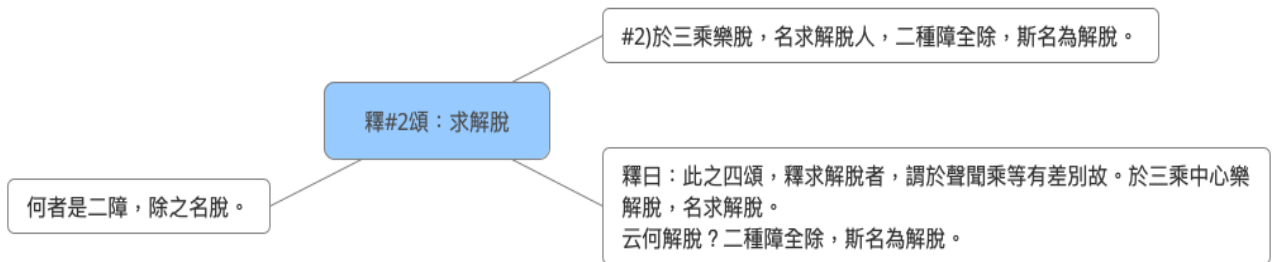 #2)於三乘樂脫，名求解脫人，二種障全除，斯名為解脫。
釋#2頌：求解脫
釋日：此之四頌，釋求解脫者，謂於聲聞乘等有差別故。於三乘中心樂
解脫，名求解脫。
云何解脫？二種障全除，斯名為解脫。
何者是二障，除之名脫。